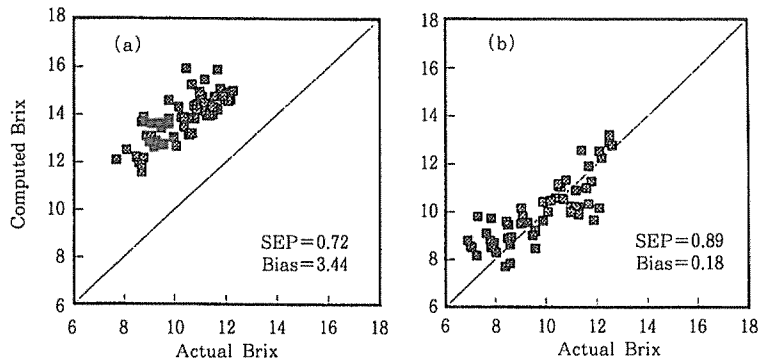 Computed Brix
18
16
14
12
10
8
6
(a)
SEP=0.72
Bias=3.44
6 8 10 12 14 16 18
Actual Brix
18
16
14
12
10
8
6
(b)
SEP=0.89
Bias=0.18
6 8 10 12 14 16 18
Actual Brix